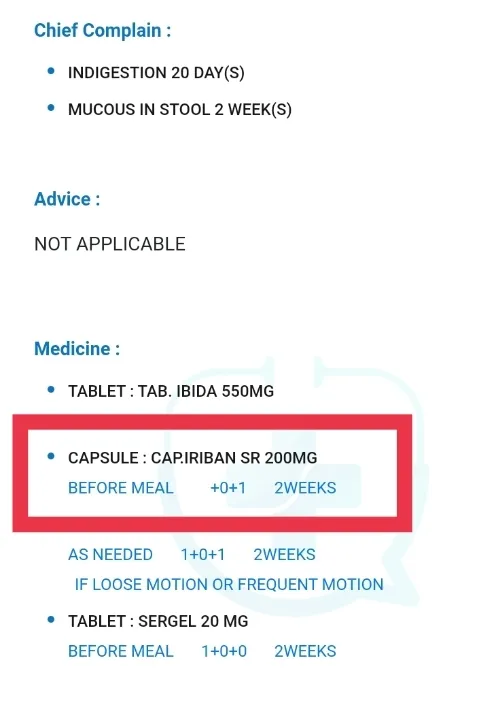 Chief Complain :
INDIGESTION 20 DAY(S)
MUCOUS IN STOOL 2 WEEK(S)
Advice :
NOT APPLICABLE
Medicine :
TABLET : TAB. IBIDA 550MG
CAPSULE : CAP.IRIBAN SR 200MG
BEFORE MEAL +0+1 2WEEKS
AS NEEDED 1+0+1 2WEEKS
IF LOOSE MOTION OR FREQUENT MOTION
TABLET : SERGEL 20 MG
BEFORE MEAL 1+0+0 2WEEKS